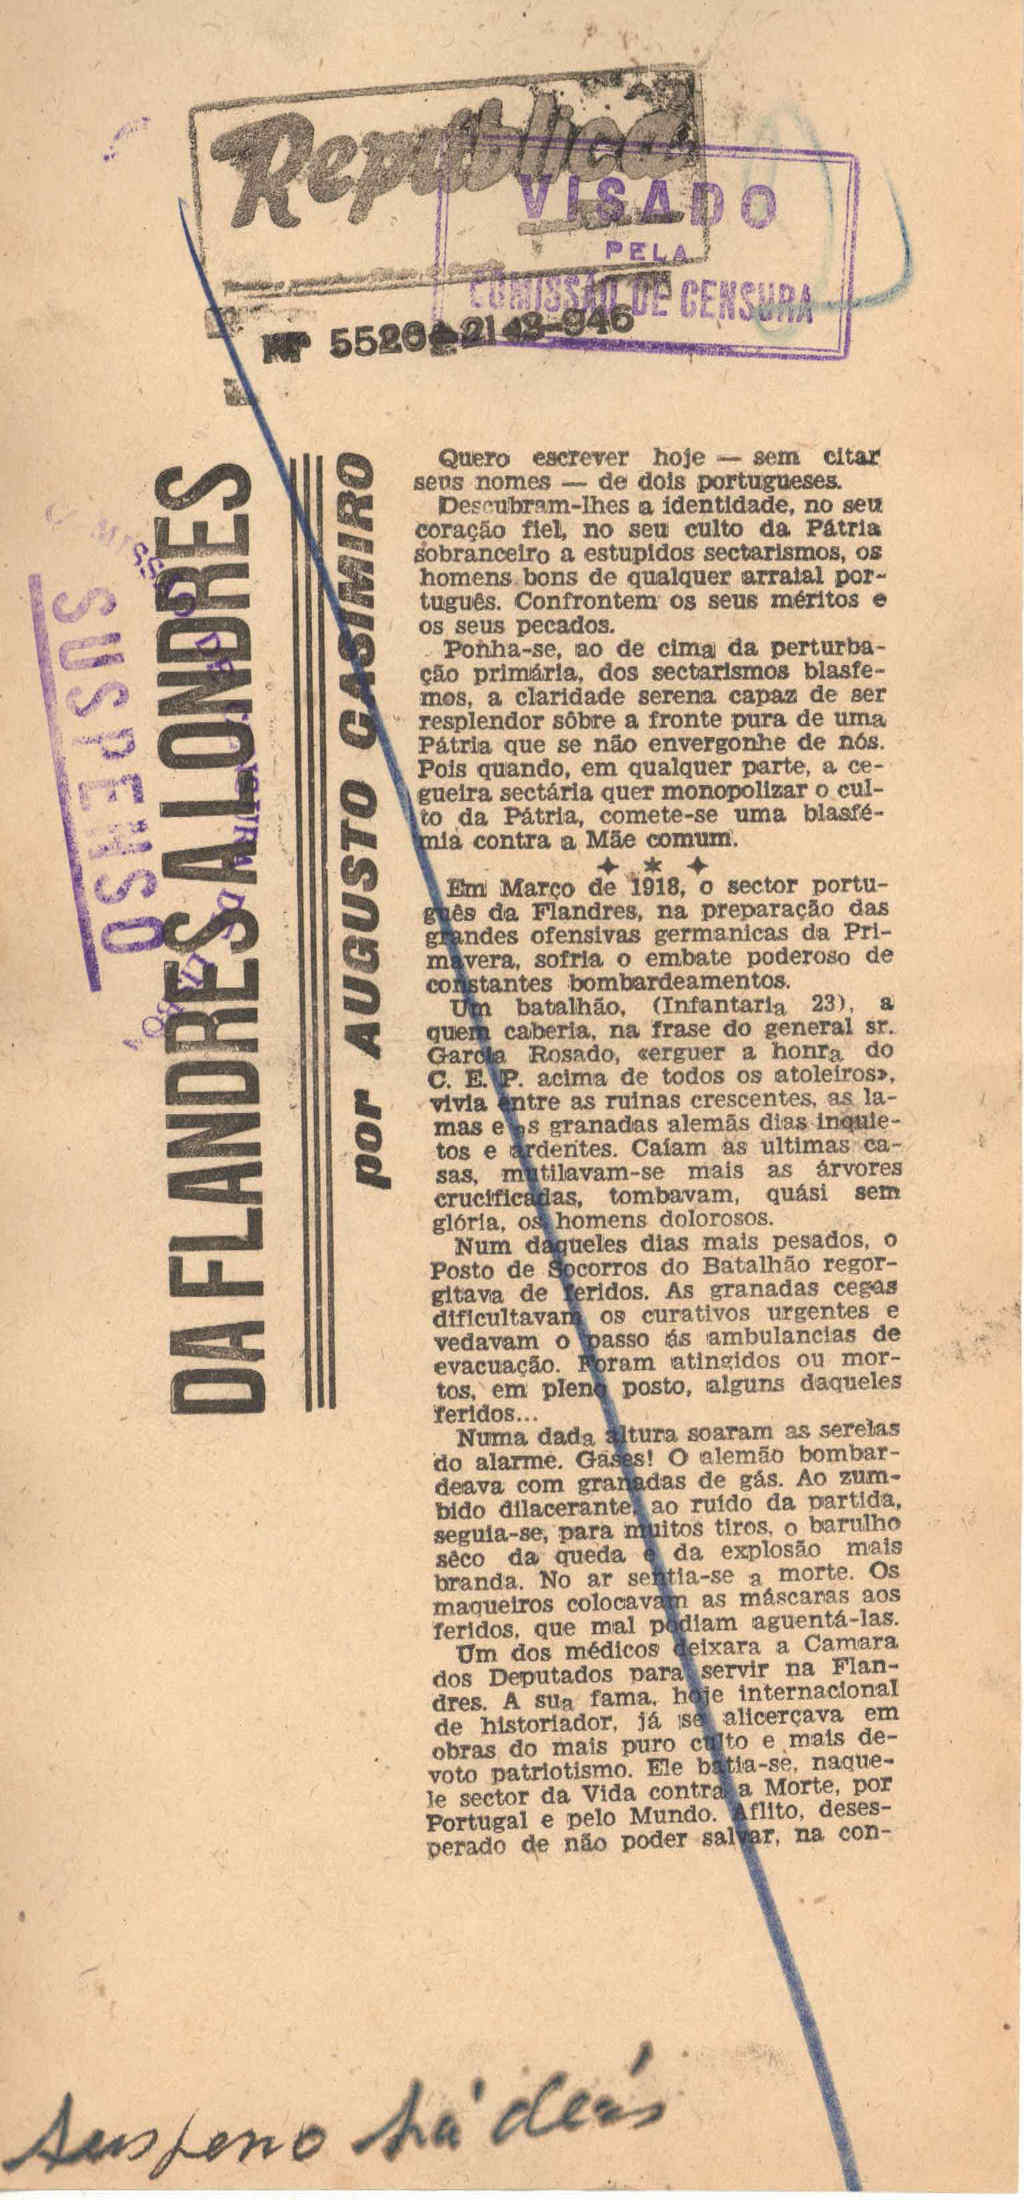 República
VISADO
PELA
COMISSÃO DE CENSURA
SUSPENSO
DA FLANDRES A LONDRES
por AUGUSTO CASIMIRO
Quero escrever hoje — sem citar
seus nomes — de dois portugueses.
Descubram-lhes a identidade, no seu
coração fiel, no seu culto da Pátria
sobranceiro a estupidos sectarismos, os
homens bons de qualquer arraial por-
tuguês. Confrontem os seus méritos e
os seus pecados.
Ponha-se, ao de cima da perturba-
ção primária, dos sectarismos blasfe-
mos, a claridade serena capaz de ser
resplendor sôbre a fronte pura de uma
Pátria que se não envergonhe de nós.
Pois quando, em qualquer parte, a ce-
gueira sectária quer monopolizar o cul-
to da Pátria, comete-se uma blasfé-
mia contra a Mãe comum.
Em Março de 1918, o sector portu-
guês da Flandres, na preparação das
grandes ofensivas germanicas da Pri-
mavera, sofria o embate poderoso de
constantes bombardeamentos.
Um batalhão, (Infantaria 23), a
quem caberia, na frase do general sr.
Garcia Rosado, «erguer a honra do
C. E. P. acima de todos os atoleiros»,
vivia entre as ruinas crescentes, as la-
mas e as granadas alemãs dias inquie-
tos e ardentes. Caíam as ultimas ca-
sas, mutilavam-se mais as árvores
crucificadas, tombavam, quási sem
glória, os homens dolorosos.
Num daqueles dias mais pesados, o
Posto de Socorros do Batalhão regor-
gitava de feridos. As granadas cegas
dificultavam os curativos urgentes e
vedavam o passo ás ambulancias de
evacuação. Foram atingidos ou mor-
tos, em pleno posto, alguns daqueles
feridos...
Numa dada altura soaram as sereias
do alarme. Gases! O alemão bombar-
deava com granadas de gás. Ao zum-
bido dilacerante, ao ruído da partida,
seguia-se, para muitos tiros, o barulho
sêco da queda e da explosão mais
branda. No ar sentia-se a morte. Os
maqueiros colocavam as máscaras aos
feridos, que mal podiam aguentá-las.
Um dos médicos deixara a Camara
dos Deputados para servir na Flan-
dres. A sua fama, hoje internacional
de historiador, já se alicerçava em
obras do mais puro culto e mais de-
voto patriotismo. Ele batia-se, naque-
le sector da Vida contra a Morte, por
Portugal e pelo Mundo. Aflito, deses-
perado de não poder salvar, na con-
suspenso há